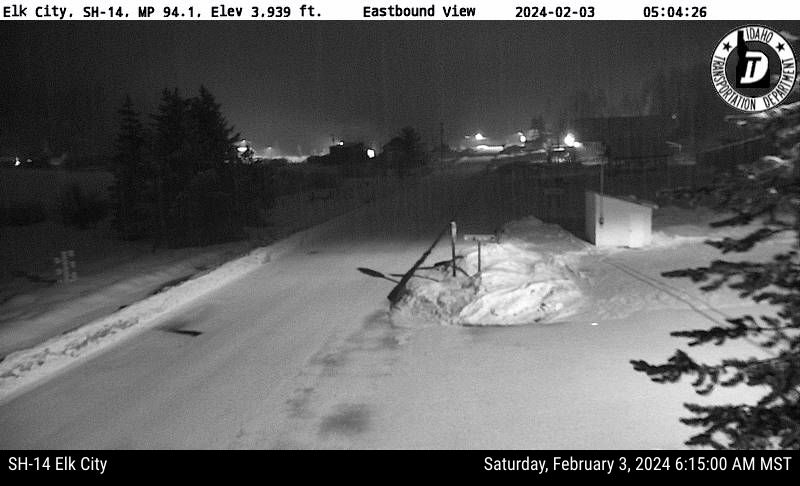 Elk City, SH-14, MP 94.1, Elev 3,939 ft. Eastbound View 2024-02-03 05:04:26
IDAHO
TRANSPORTATION DEPARTMENT
SH-14 Elk City Saturday, February 3, 2024 6:15:00 AM MST